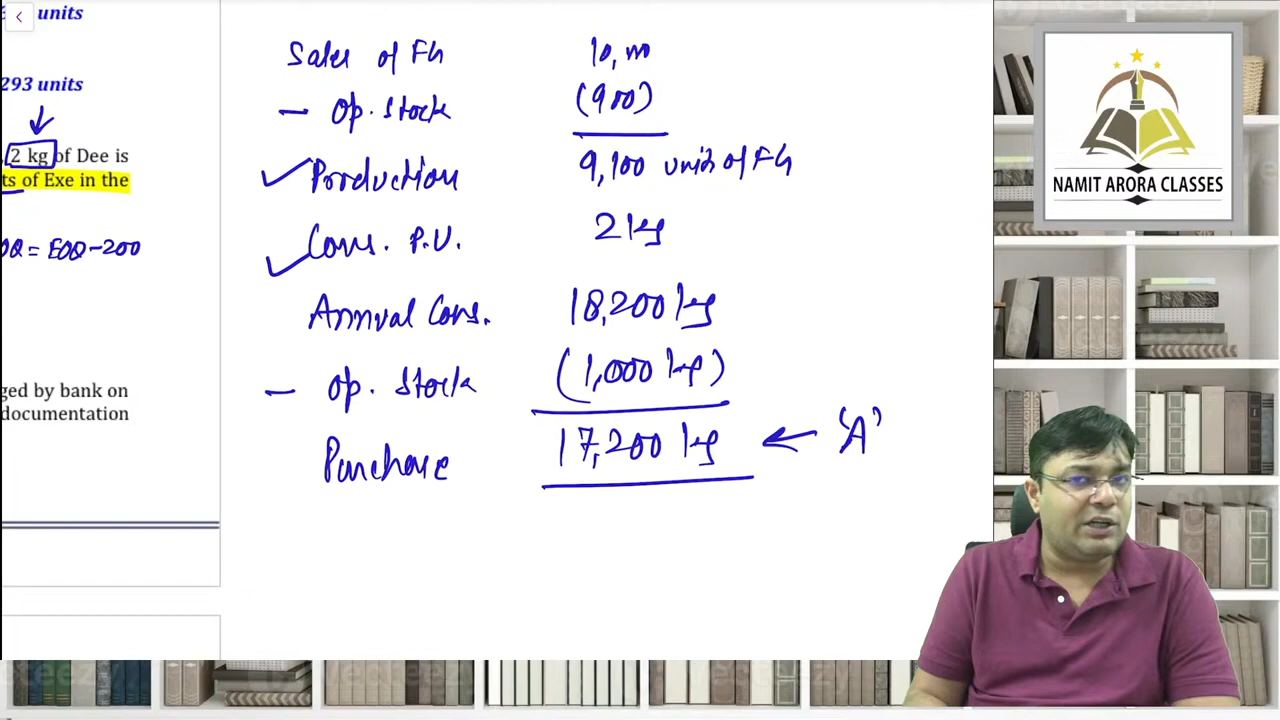 units
293 units
2 kg of Dee is
ts of Exe in the
OQ = EOQ - 200
ged by bank on
documentation
Sales of FG 10,000
- Op. Stock (900)
Production 9,100 units of FG
Cons. P.U. 2 kg
Annual Cons. 18,200 kg
- Op. Stock (1,000 kg)
Purchase 17,200 kg ← 'A'
NAMIT ARORA CLASSES